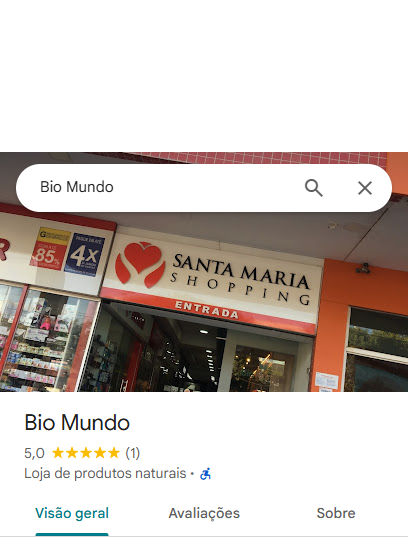 Bio Mundo
85%
4X
R
SANTA MARIA
SHOPPING
ENTRADA
Bio Mundo
5,0 (1)
Loja de produtos naturais •
Visão geral
Avaliações
Sobre